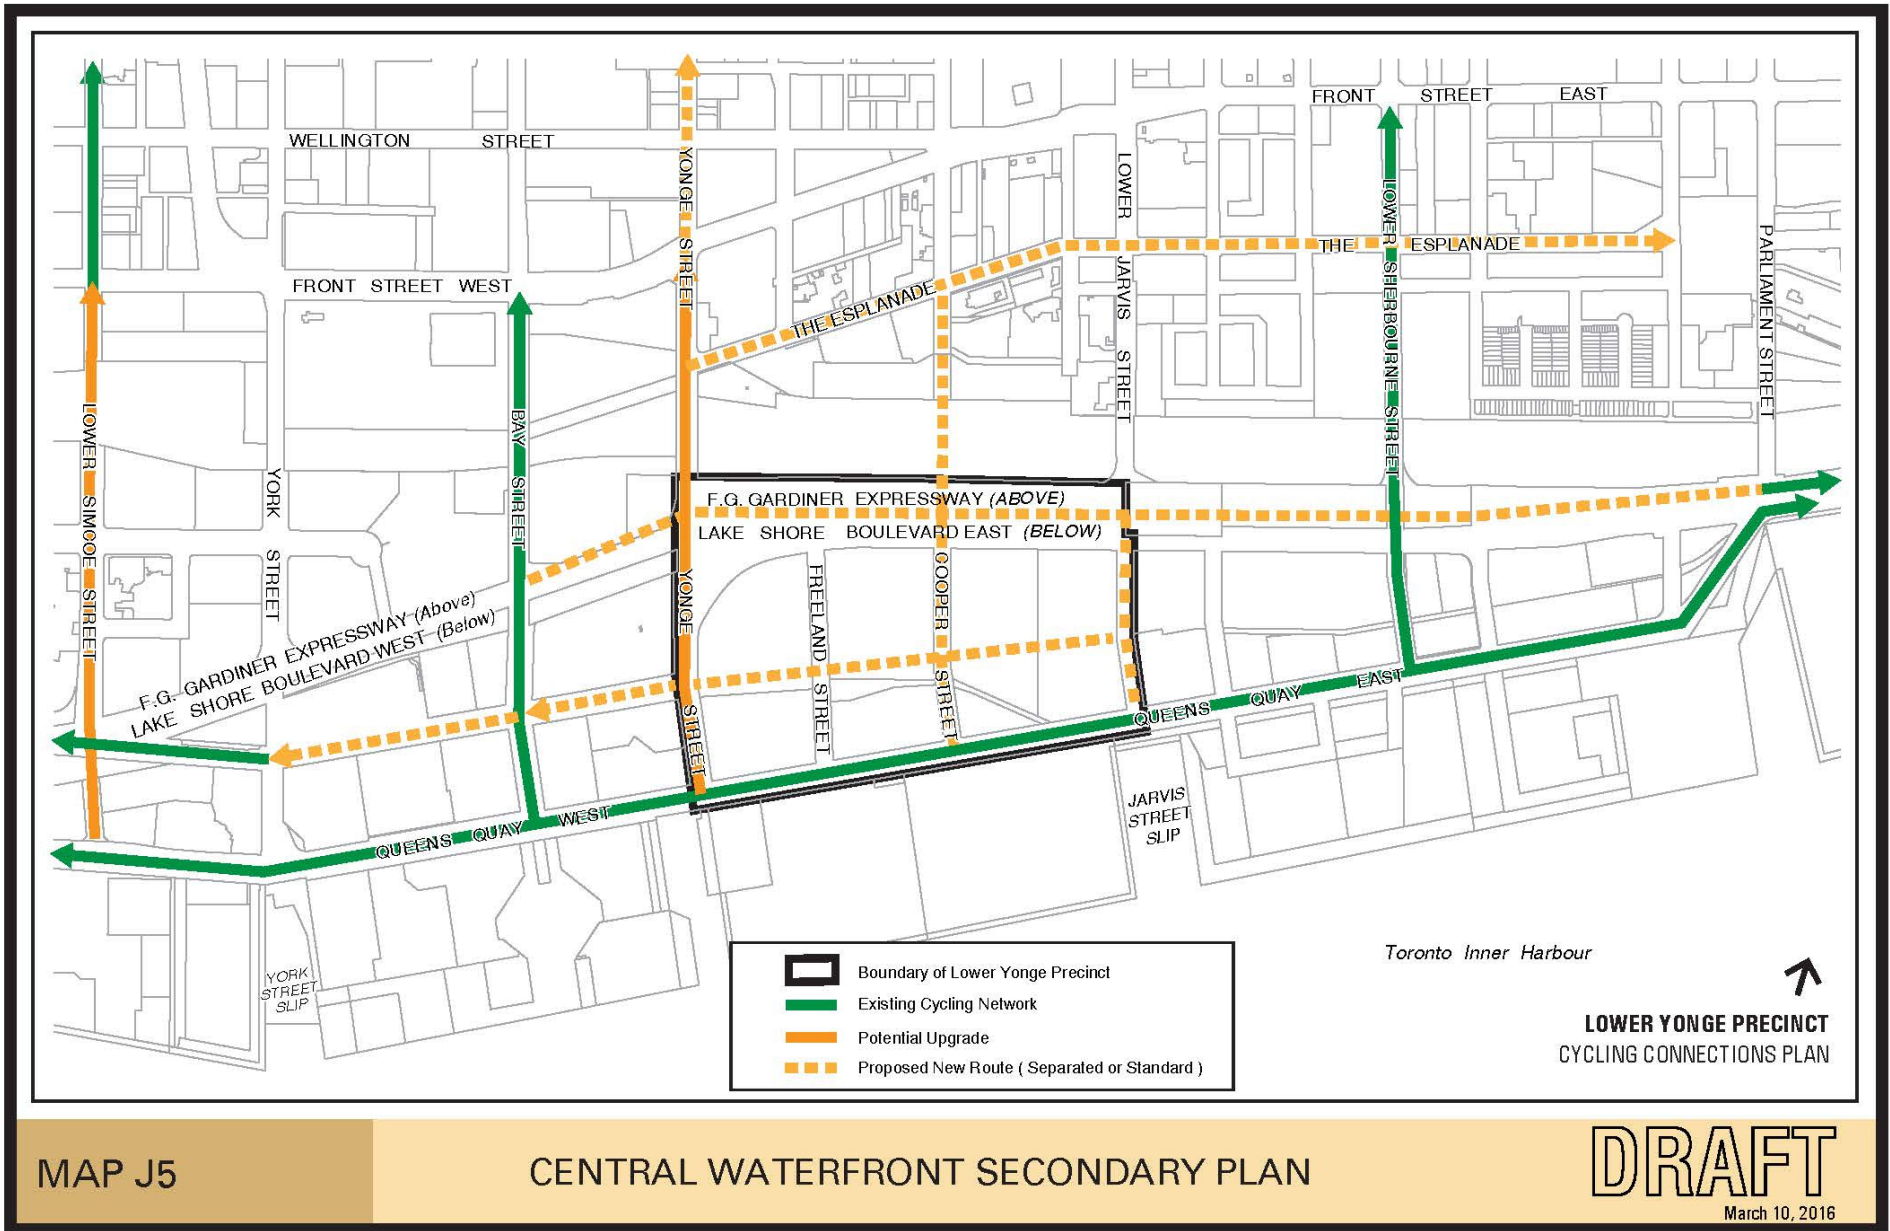 FRONT STREET EAST
WELLINGTON STREET
YONGE STREET
LOWER JARVIS STREET
LOWER SHERBOURNE STREET
THE ESPLANADE
PARLIAMENT STREET
FRONT STREET WEST
THE ESPLANADE
LOWER SIMCOE STREET
BAY STREET
YORK STREET
F.G. GARDINER EXPRESSWAY (ABOVE)
LAKE SHORE BOULEVARD EAST (BELOW)
YONGE STREET
FREELAND STREET
COOPER STREET
F.G. GARDINER EXPRESSWAY (Above)
LAKE SHORE BOULEVARD WEST (Below)
QUEENS QUAY EAST
QUEENS QUAY WEST
JARVIS
STREET
SLIP
YORK
STREET
SLIP
Toronto Inner Harbour
Boundary of Lower Yonge Precinct
Existing Cycling Network
Potential Upgrade
Proposed New Route ( Separated or Standard )
LOWER YONGE PRECINCT
CYCLING CONNECTIONS PLAN
MAP J5
CENTRAL WATERFRONT SECONDARY PLAN
DRAFT
March 10, 2016